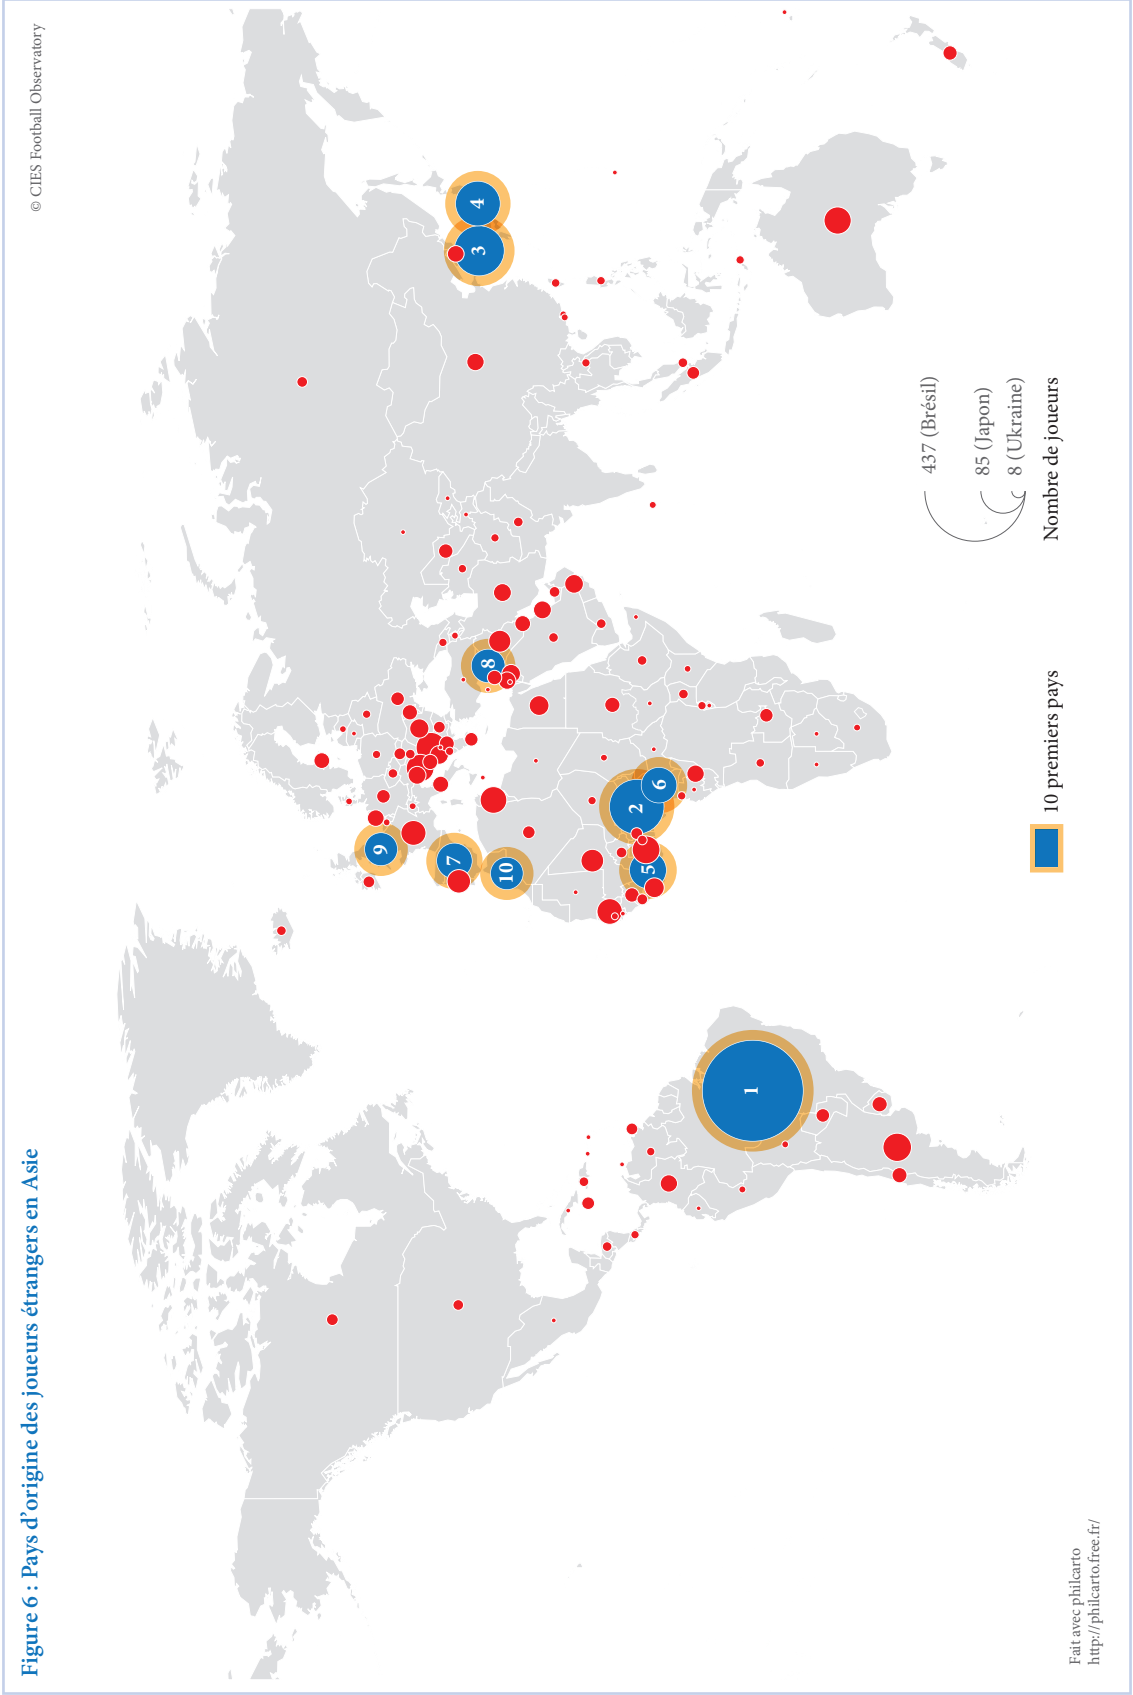 Figure 6 : Pays d'origine des joueurs étrangers en Asie
© CIES Football Observatory
1
2
3
4
5
6
7
8
9
10
437 (Brésil)
85 (Japon)
8 (Ukraine)
Nombre de joueurs
10 premiers pays
Fait avec philcarto
http://philcarto.free.fr/